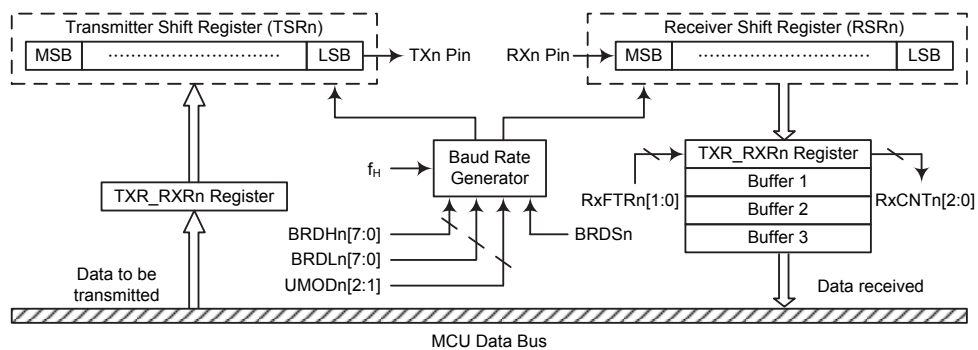 Transmitter Shift Register (TSRn)
Receiver Shift Register (RSRn)
MSB ………………………… LSB
TXn Pin
RXn Pin
MSB ………………………… LSB
fH
Baud Rate
Generator
TXR_RXRn Register
Buffer 1
Buffer 2
Buffer 3
RxFTRn[1:0]
RxCNTn[2:0]
TXR_RXRn Register
BRDHn[7:0]
BRDLn[7:0]
UMODn[2:1]
BRDSn
Data to be
transmitted
Data received
MCU Data Bus